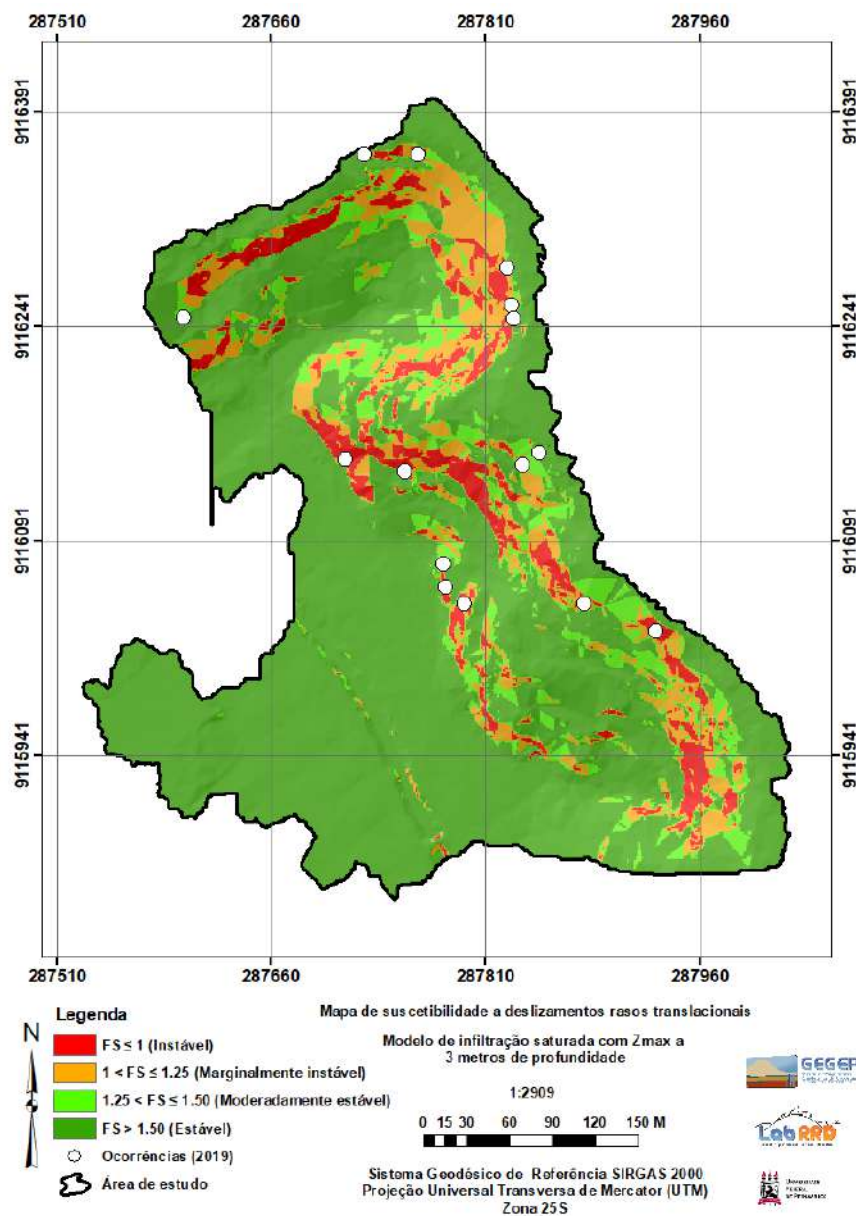 287510 287660 287810 287960
9116391 9116391
9116241 9116241
9116091 9116091
9115941 9115941
287510 287660 287810 287960
Legenda
N
FS ≤ 1 (Instável)
1 < FS ≤ 1.25 (Marginalmente instável)
1.25 < FS ≤ 1.50 (Moderadamente estável)
FS > 1.50 (Estável)
Ocorrências (2019)
Área de estudo
Mapa de suscetibilidade a deslizamentos rasos translacionais
Modelo de infiltração saturada com Zmax a
3 metros de profundidade
1:2909
0 15 30 60 90 120 150 M
Sistema Geodésico de Referência SIRGAS 2000
Projeção Universal Transversa de Mercator (UTM)
Zona 25S
GEGEP
Lab RRD